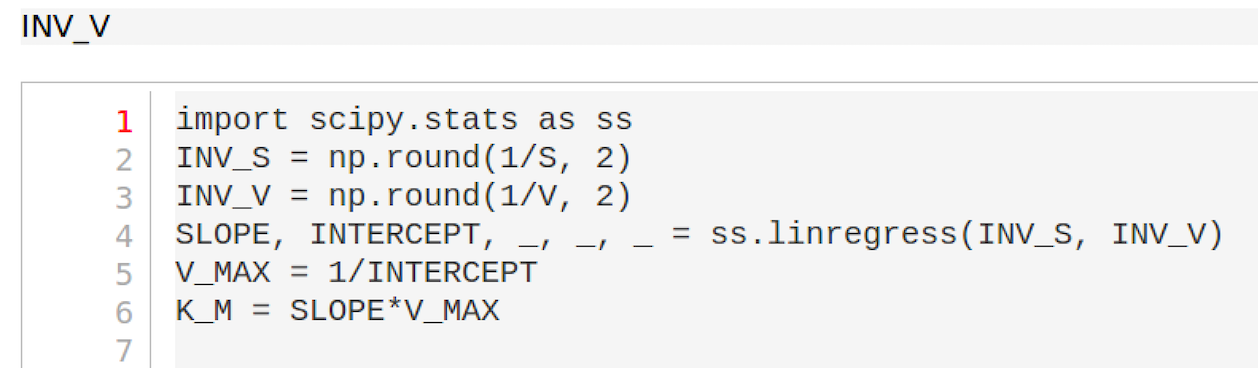 INV_V
1 import scipy.stats as ss
2 INV_S = np.round(1/S, 2)
3 INV_V = np.round(1/V, 2)
4 SLOPE, INTERCEPT, _, _, _ = ss.linregress(INV_S, INV_V)
5 V_MAX = 1/INTERCEPT
6 K_M = SLOPE*V_MAX
7